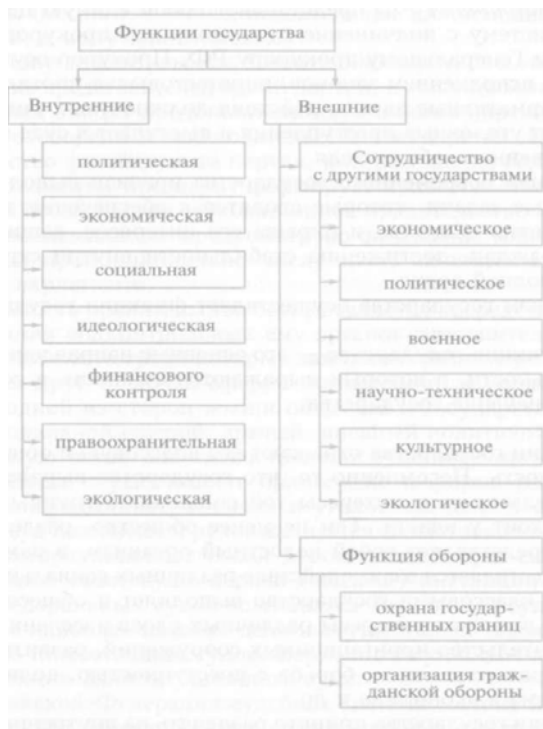 Функции государства
Внутренние
политическая
экономическая
социальная
идеологическая
финансового
контроля
правоохранительная
экологическая
Внешние
Сотрудничество
с другими государствами
экономическое
политическое
военное
научно-техническое
культурное
экологическое
Функция обороны
охрана государ-
ственных границ
организация граж-
данской обороны